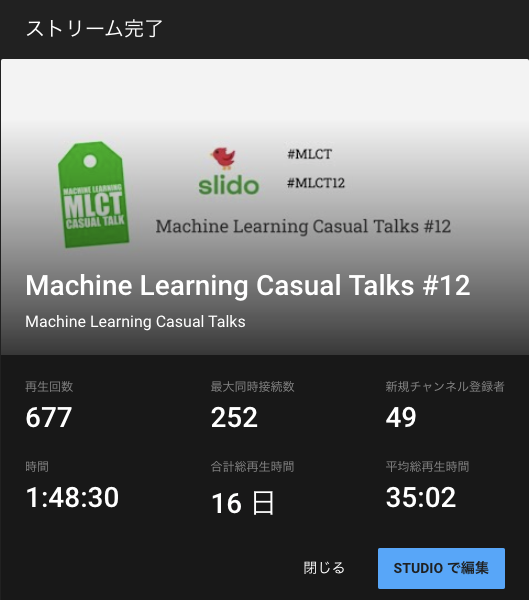 ストリーム完了
MACHINE LEARNING
MLCT
CASUAL TALK
slido
#MLCT
#MLCT12
Machine Learning Casual Talks #12
Machine Learning Casual Talks #12
Machine Learning Casual Talks
再生回数 最大同時接続数 新規チャンネル登録者
677 252 49
時間 合計総再生時間 平均総再生時間
1:48:30 16 日 35:02
閉じる STUDIO で編集